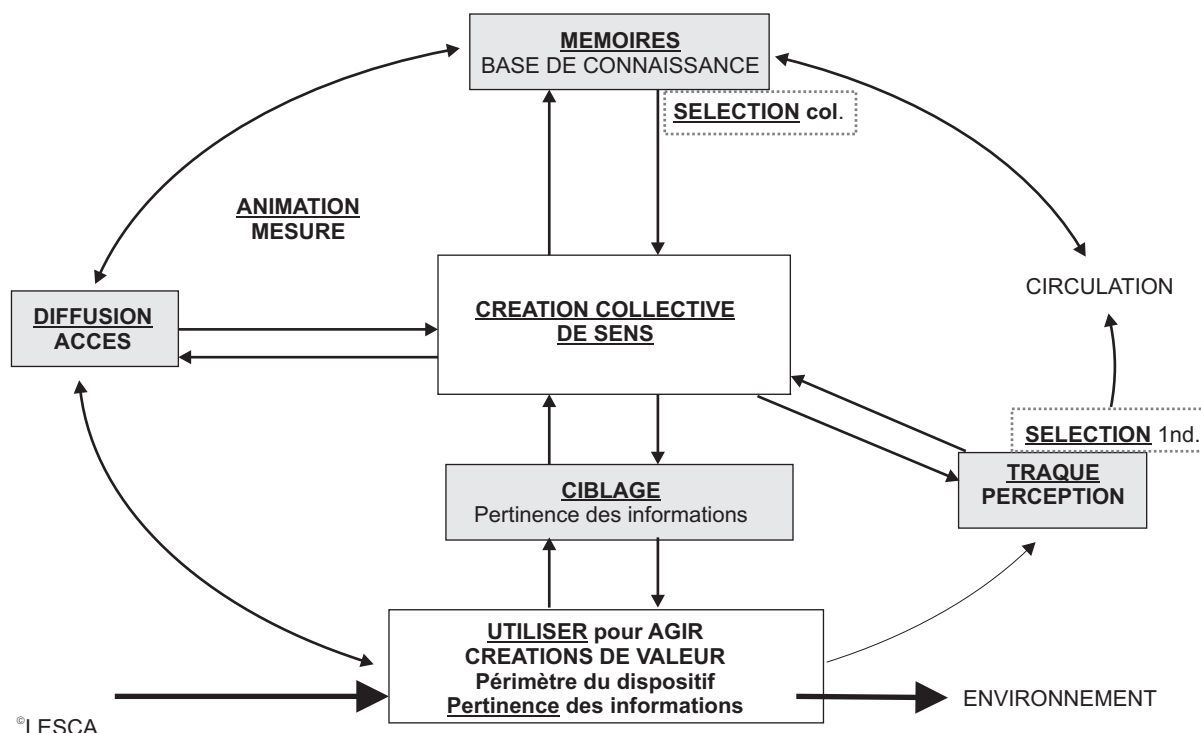 MEMOIRES
BASE DE CONNAISSANCE
SELECTION col.
ANIMATION
MESURE
CIRCULATION
DIFFUSION
ACCES
CREATION COLLECTIVE
DE SENS
SELECTION 1nd.
TRAQUE
PERCEPTION
CIBLAGE
Pertinence des informations
UTILISER pour AGIR
CREATIONS DE VALEUR
Périmètre du dispositif
Pertinence des informations
ENVIRONNEMENT
©LESCA